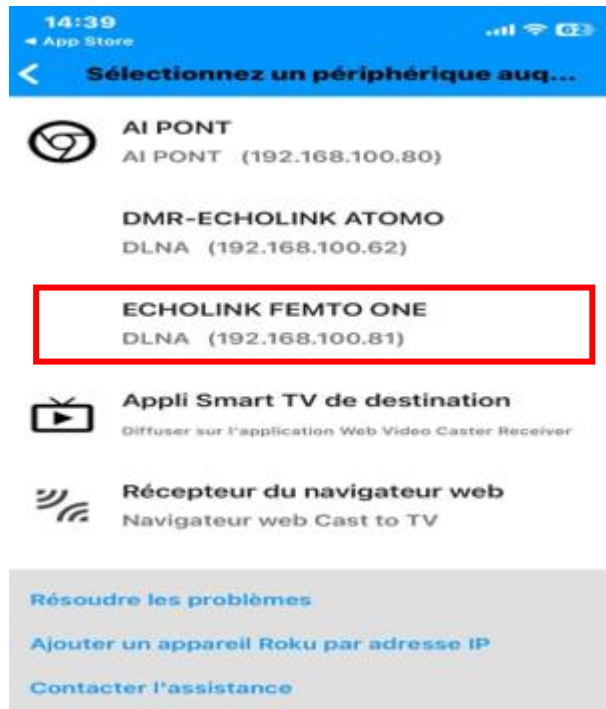 14:39
◀ App Store
Sélectionnez un périphérique auq...
AI PONT
AI PONT (192.168.100.80)
DMR-ECHOLINK ATOMO
DLNA (192.168.100.62)
ECHOLINK FEMTO ONE
DLNA (192.168.100.81)
Appli Smart TV de destination
Diffuser sur l'application Web Video Caster Receiver
Récepteur du navigateur web
Navigateur web Cast to TV
Résoudre les problèmes
Ajouter un appareil Roku par adresse IP
Contacter l'assistance